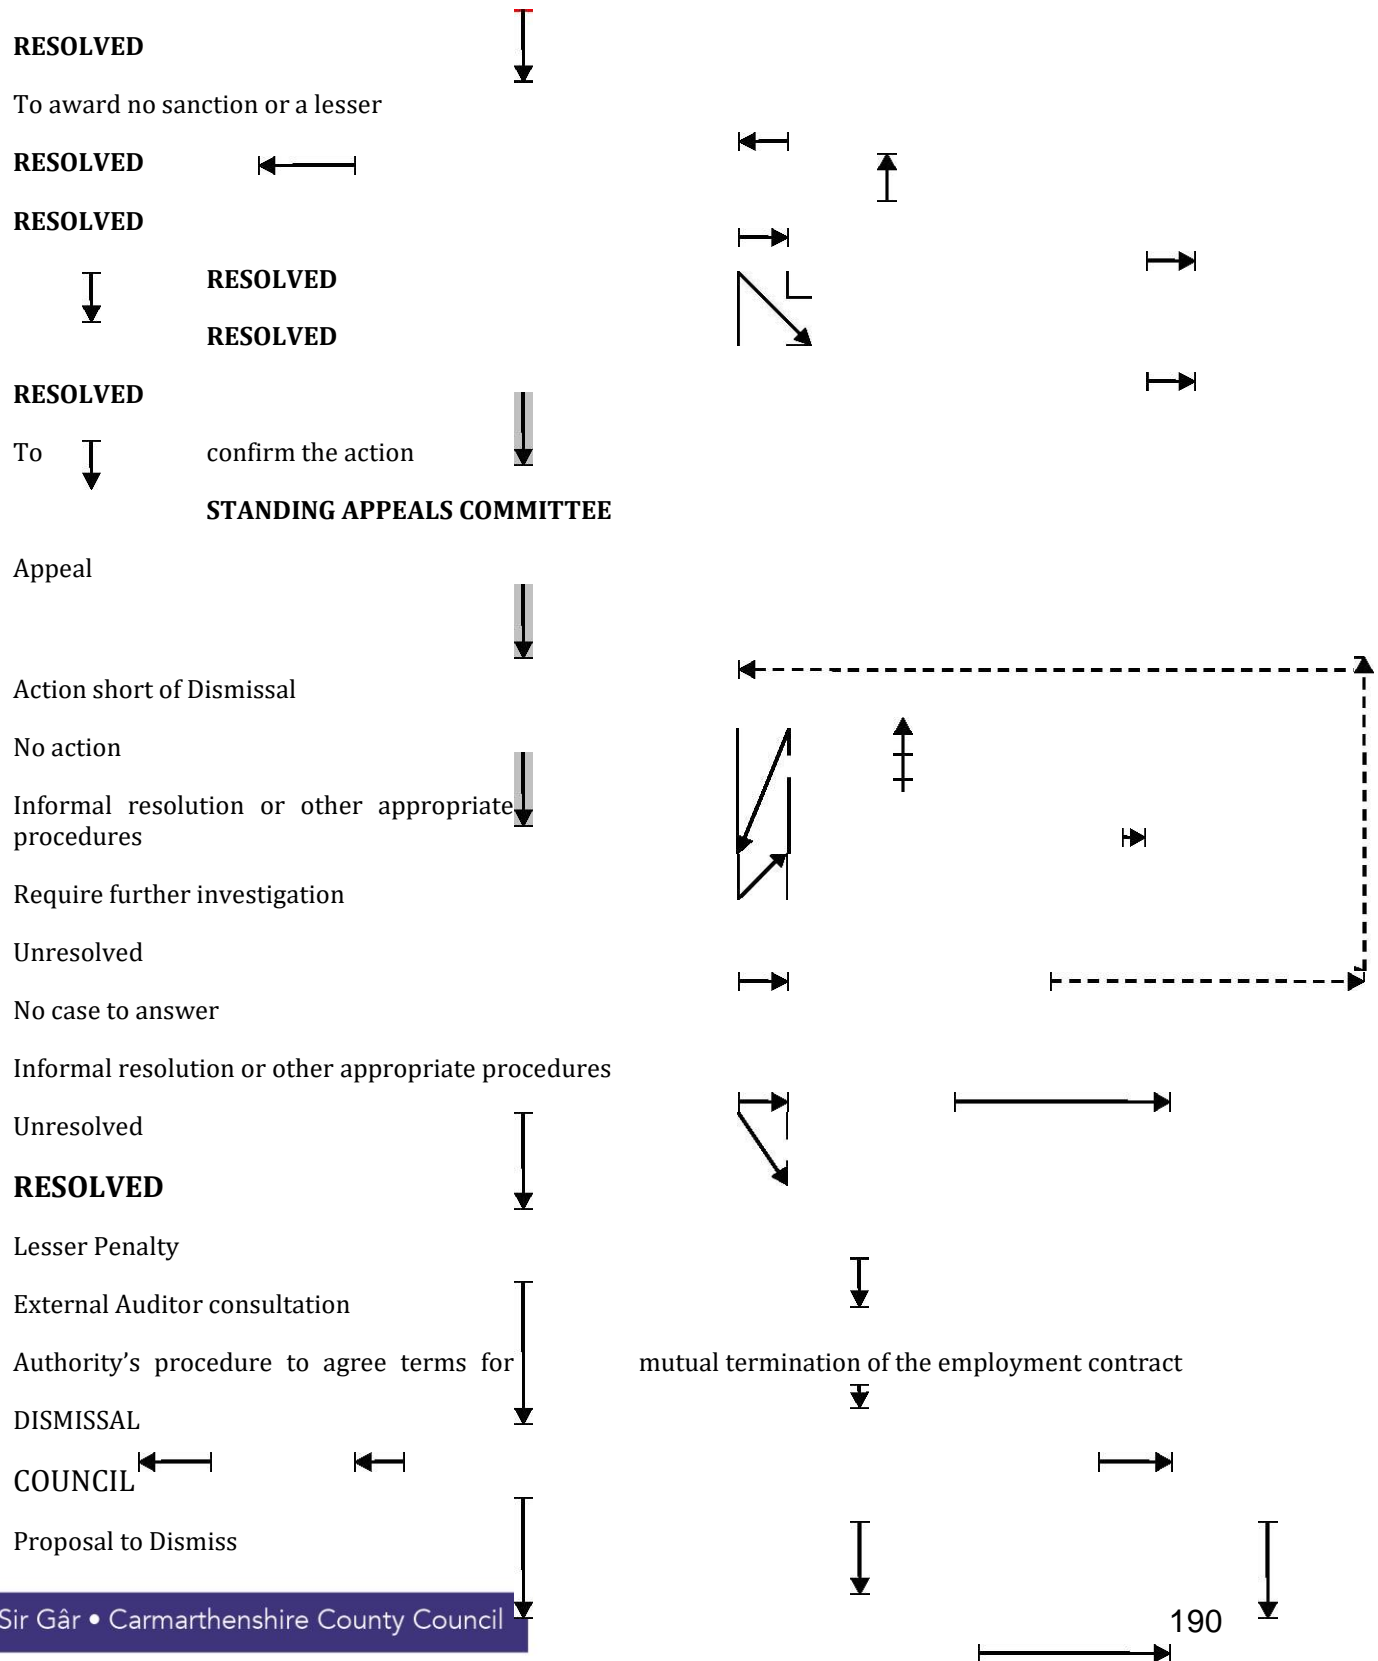 RESOLVED
To award no sanction or a lesser
RESOLVED
RESOLVED
RESOLVED
RESOLVED
RESOLVED
To confirm the action
STANDING APPEALS COMMITTEE
Appeal
Action short of Dismissal
No action
Informal resolution or other appropriate
procedures
Require further investigation
Unresolved
No case to answer
Informal resolution or other appropriate procedures
Unresolved
RESOLVED
Lesser Penalty
External Auditor consultation
Authority’s procedure to agree terms for mutual termination of the employment contract
DISMISSAL
COUNCIL
Proposal to Dismiss
Sir Gâr • Carmarthenshire County Council
190